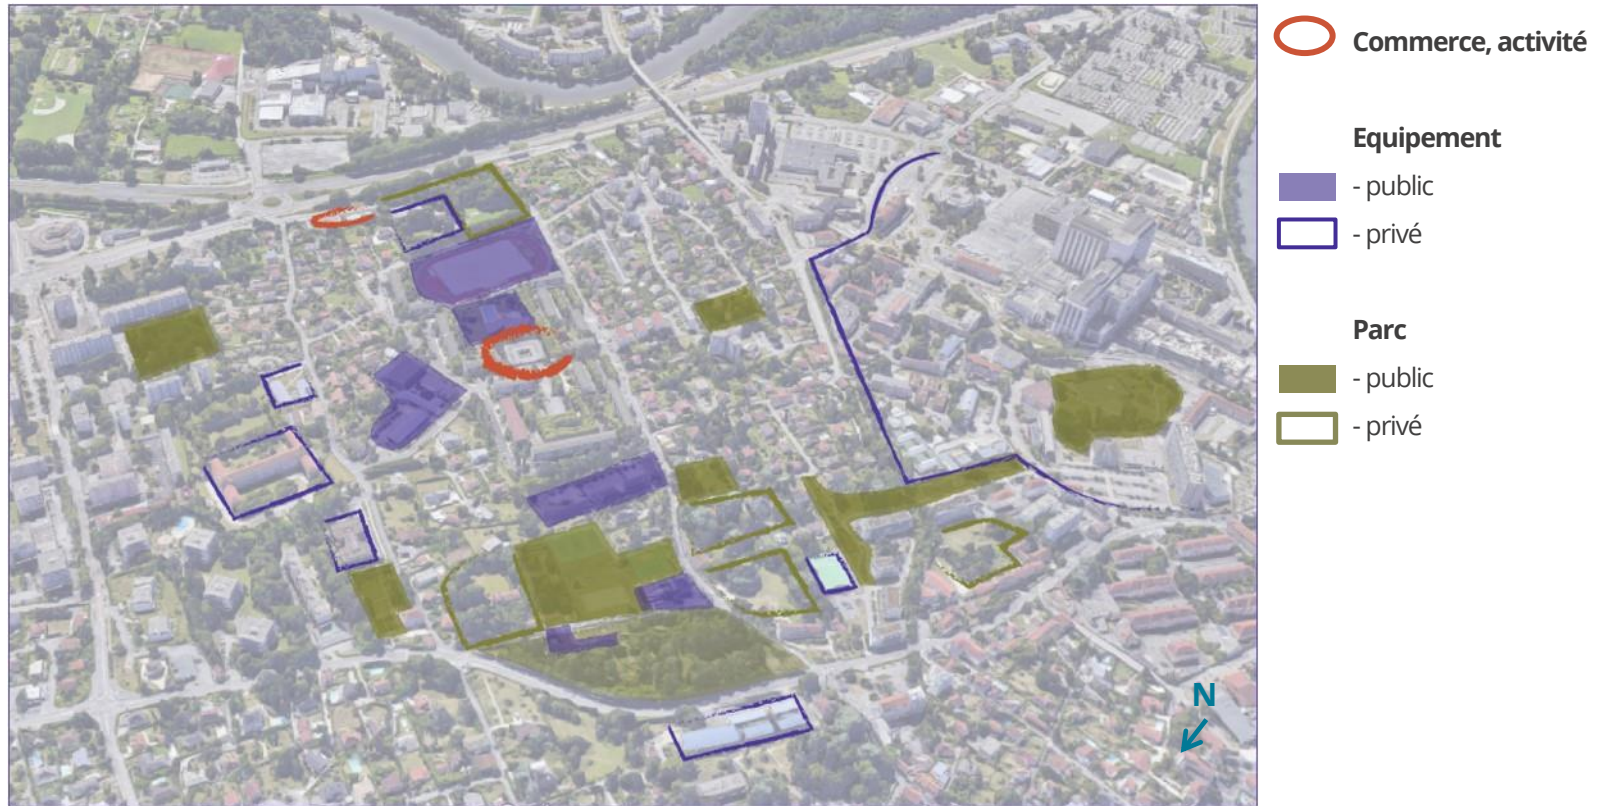 Commerce, activité
Equipement
- public
- privé
Parc
- public
- privé
N